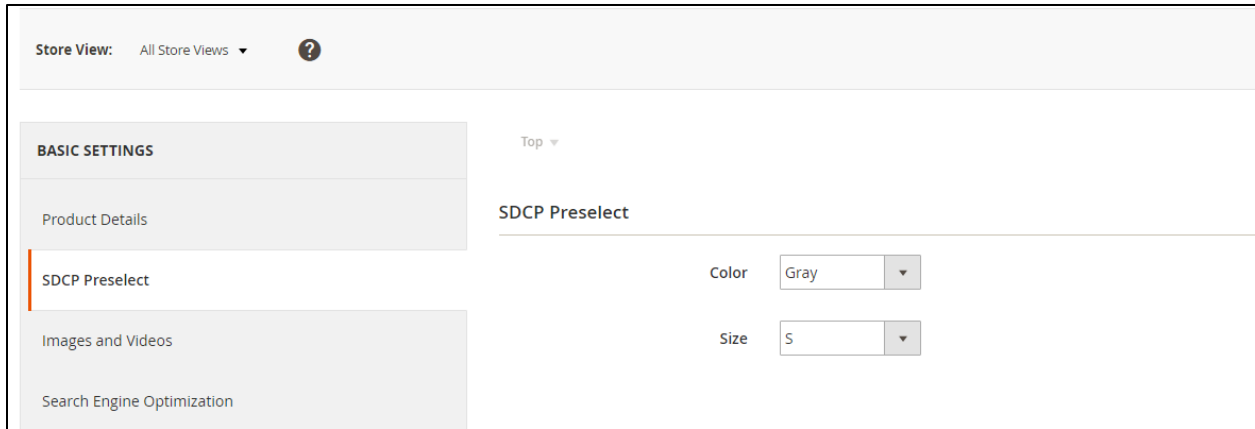 Store View: All Store Views ?
BASIC SETTINGS
Top
Product Details
SDCP Preselect
SDCP Preselect
Color Gray
Size S
Images and Videos
Search Engine Optimization